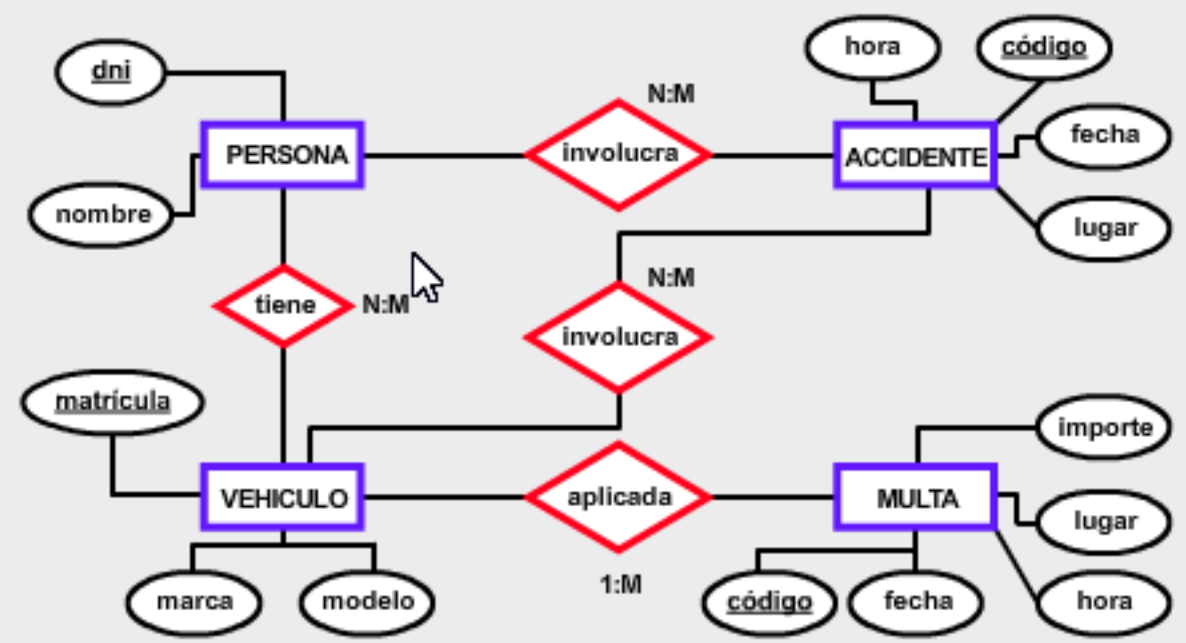 hora
código
dni
N:M
fecha
PERSONA
involucra
ACCIDENTE
nombre
lugar
N:M
tiene
N:M
involucra
matrícula
importe
VEHICULO
aplicada
MULTA
lugar
1:M
marca
modelo
código
fecha
hora